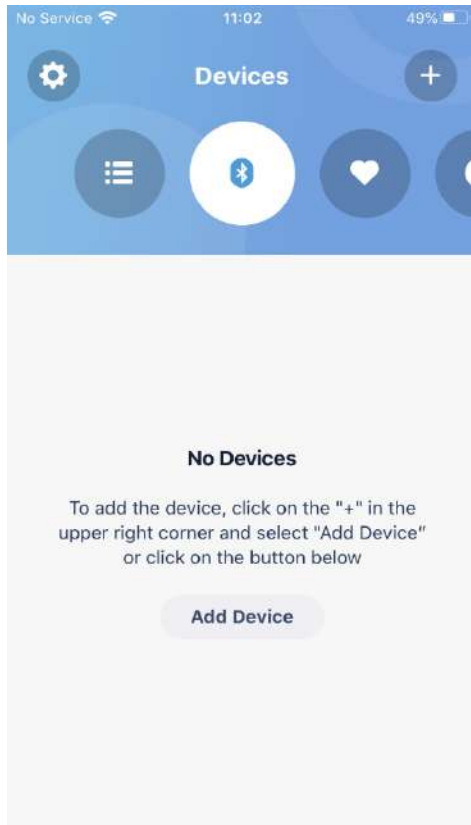 No Service 11:02 49%
Devices
No Devices
To add the device, click on the "+" in the
upper right corner and select "Add Device"
or click on the button below
Add Device